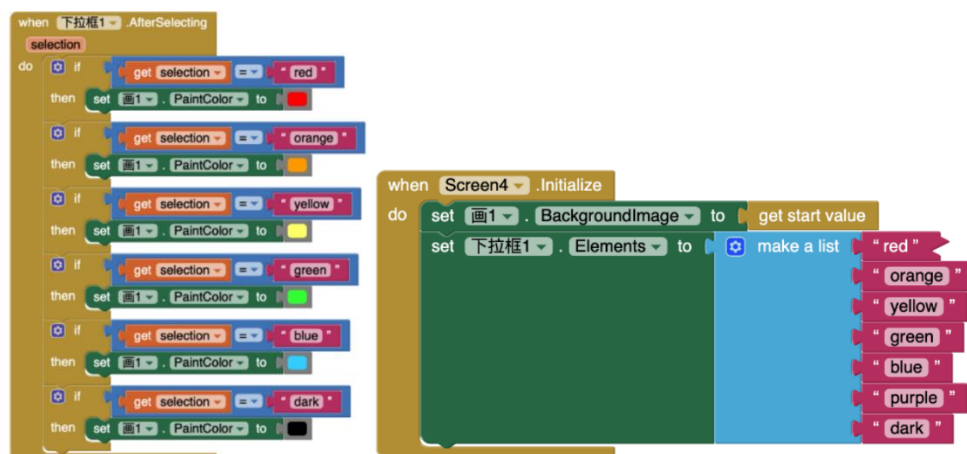 when 下拉框1 .AfterSelecting
selection
do if get selection = " red "
then set 画1 . PaintColor to
if get selection = " orange "
then set 画1 . PaintColor to
if get selection = " yellow "
then set 画1 . PaintColor to
if get selection = " green "
then set 画1 . PaintColor to
if get selection = " blue "
then set 画1 . PaintColor to
if get selection = " dark "
then set 画1 . PaintColor to
when Screen4 .Initialize
do set 画1 . BackgroundImage to get start value
set 下拉框1 . Elements to make a list " red "
" orange "
" yellow "
" green "
" blue "
" purple "
" dark "